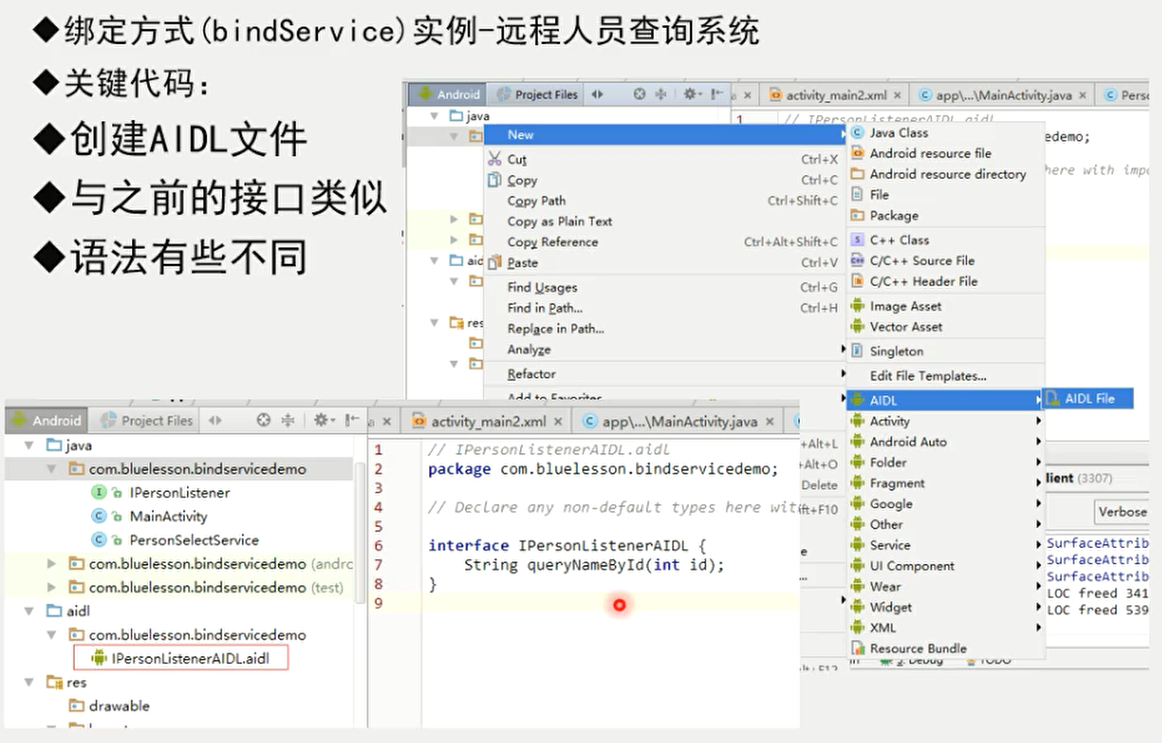 ◆绑定方式(bindService)实例-远程人员查询系统
◆关键代码：
◆创建AIDL文件
◆与之前的接口类似
◆语法有些不同
Android Project Files activity_main2.xml app\...\MainActivity.java
java
1 // IPersonListener.aidl
New
Cut Ctrl+X
Copy Ctrl+C
Copy Path Ctrl+Shift+C
Copy as Plain Text
Copy Reference Ctrl+Alt+Shift+C
Paste Ctrl+V
Find Usages Ctrl+G
Find in Path... Ctrl+H
Replace in Path...
Analyze
Refactor
Add to Favorites
res
Java Class
Android resource file
Android resource directory
File
Package
C++ Class
C/C++ Source File
C/C++ Header File
Image Asset
Vector Asset
Singleton
Edit File Templates...
AIDL
AIDL File
Activity
Android Auto
Folder
Fragment
Google
Other
Service
UI Component
Wear
Widget
XML
Resource Bundle
edemo;
here with impo
+Alt+L
+Alt+O
Delete
ift+F10
lient (3307)
Verbose
SurfaceAttrib
SurfaceAttrib
SurfaceAttrib
LOC freed 341
LOC freed 539
Android Project Files activity_main2.xml app\...\MainActivity.java
java
com.bluelesson.bindservicedemo
IPersonListener
MainActivity
PersonSelectService
com.bluelesson.bindservicedemo (andrc
com.bluelesson.bindservicedemo (test)
aidl
com.bluelesson.bindservicedemo
IPersonListenerAIDL.aidl
res
drawable
1 // IPersonListener.aidl
2 package com.bluelesson.bindservicedemo;
3
4 // Declare any non-default types here wit
5
6 interface IPersonListenerAIDL {
7 String queryNameById(int id);
8 }
9